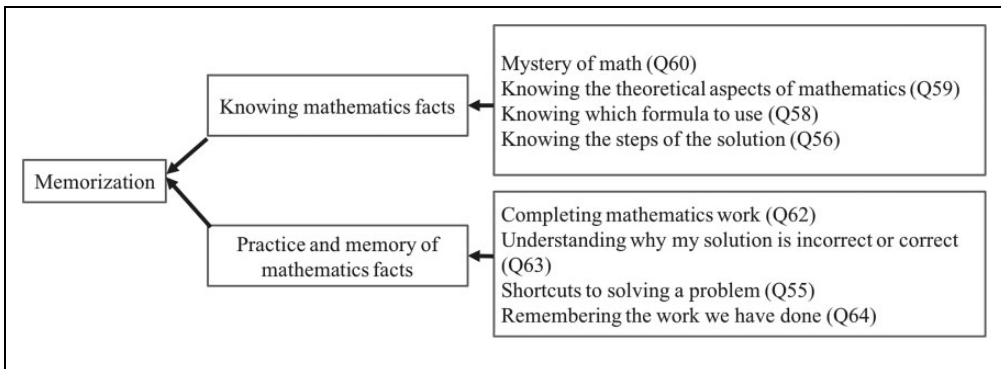 Mystery of math (Q60)
Knowing the theoretical aspects of mathematics (Q59)
Knowing which formula to use (Q58)
Knowing the steps of the solution (Q56)
Knowing mathematics facts
Memorization
Practice and memory of
mathematics facts
Completing mathematics work (Q62)
Understanding why my solution is incorrect or correct
(Q63)
Shortcuts to solving a problem (Q55)
Remembering the work we have done (Q64)